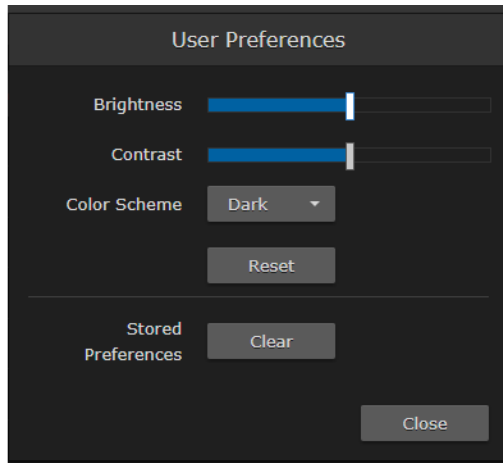 User Preferences
Brightness
Contrast
Color Scheme Dark
Reset
Stored
Preferences
Clear
Close